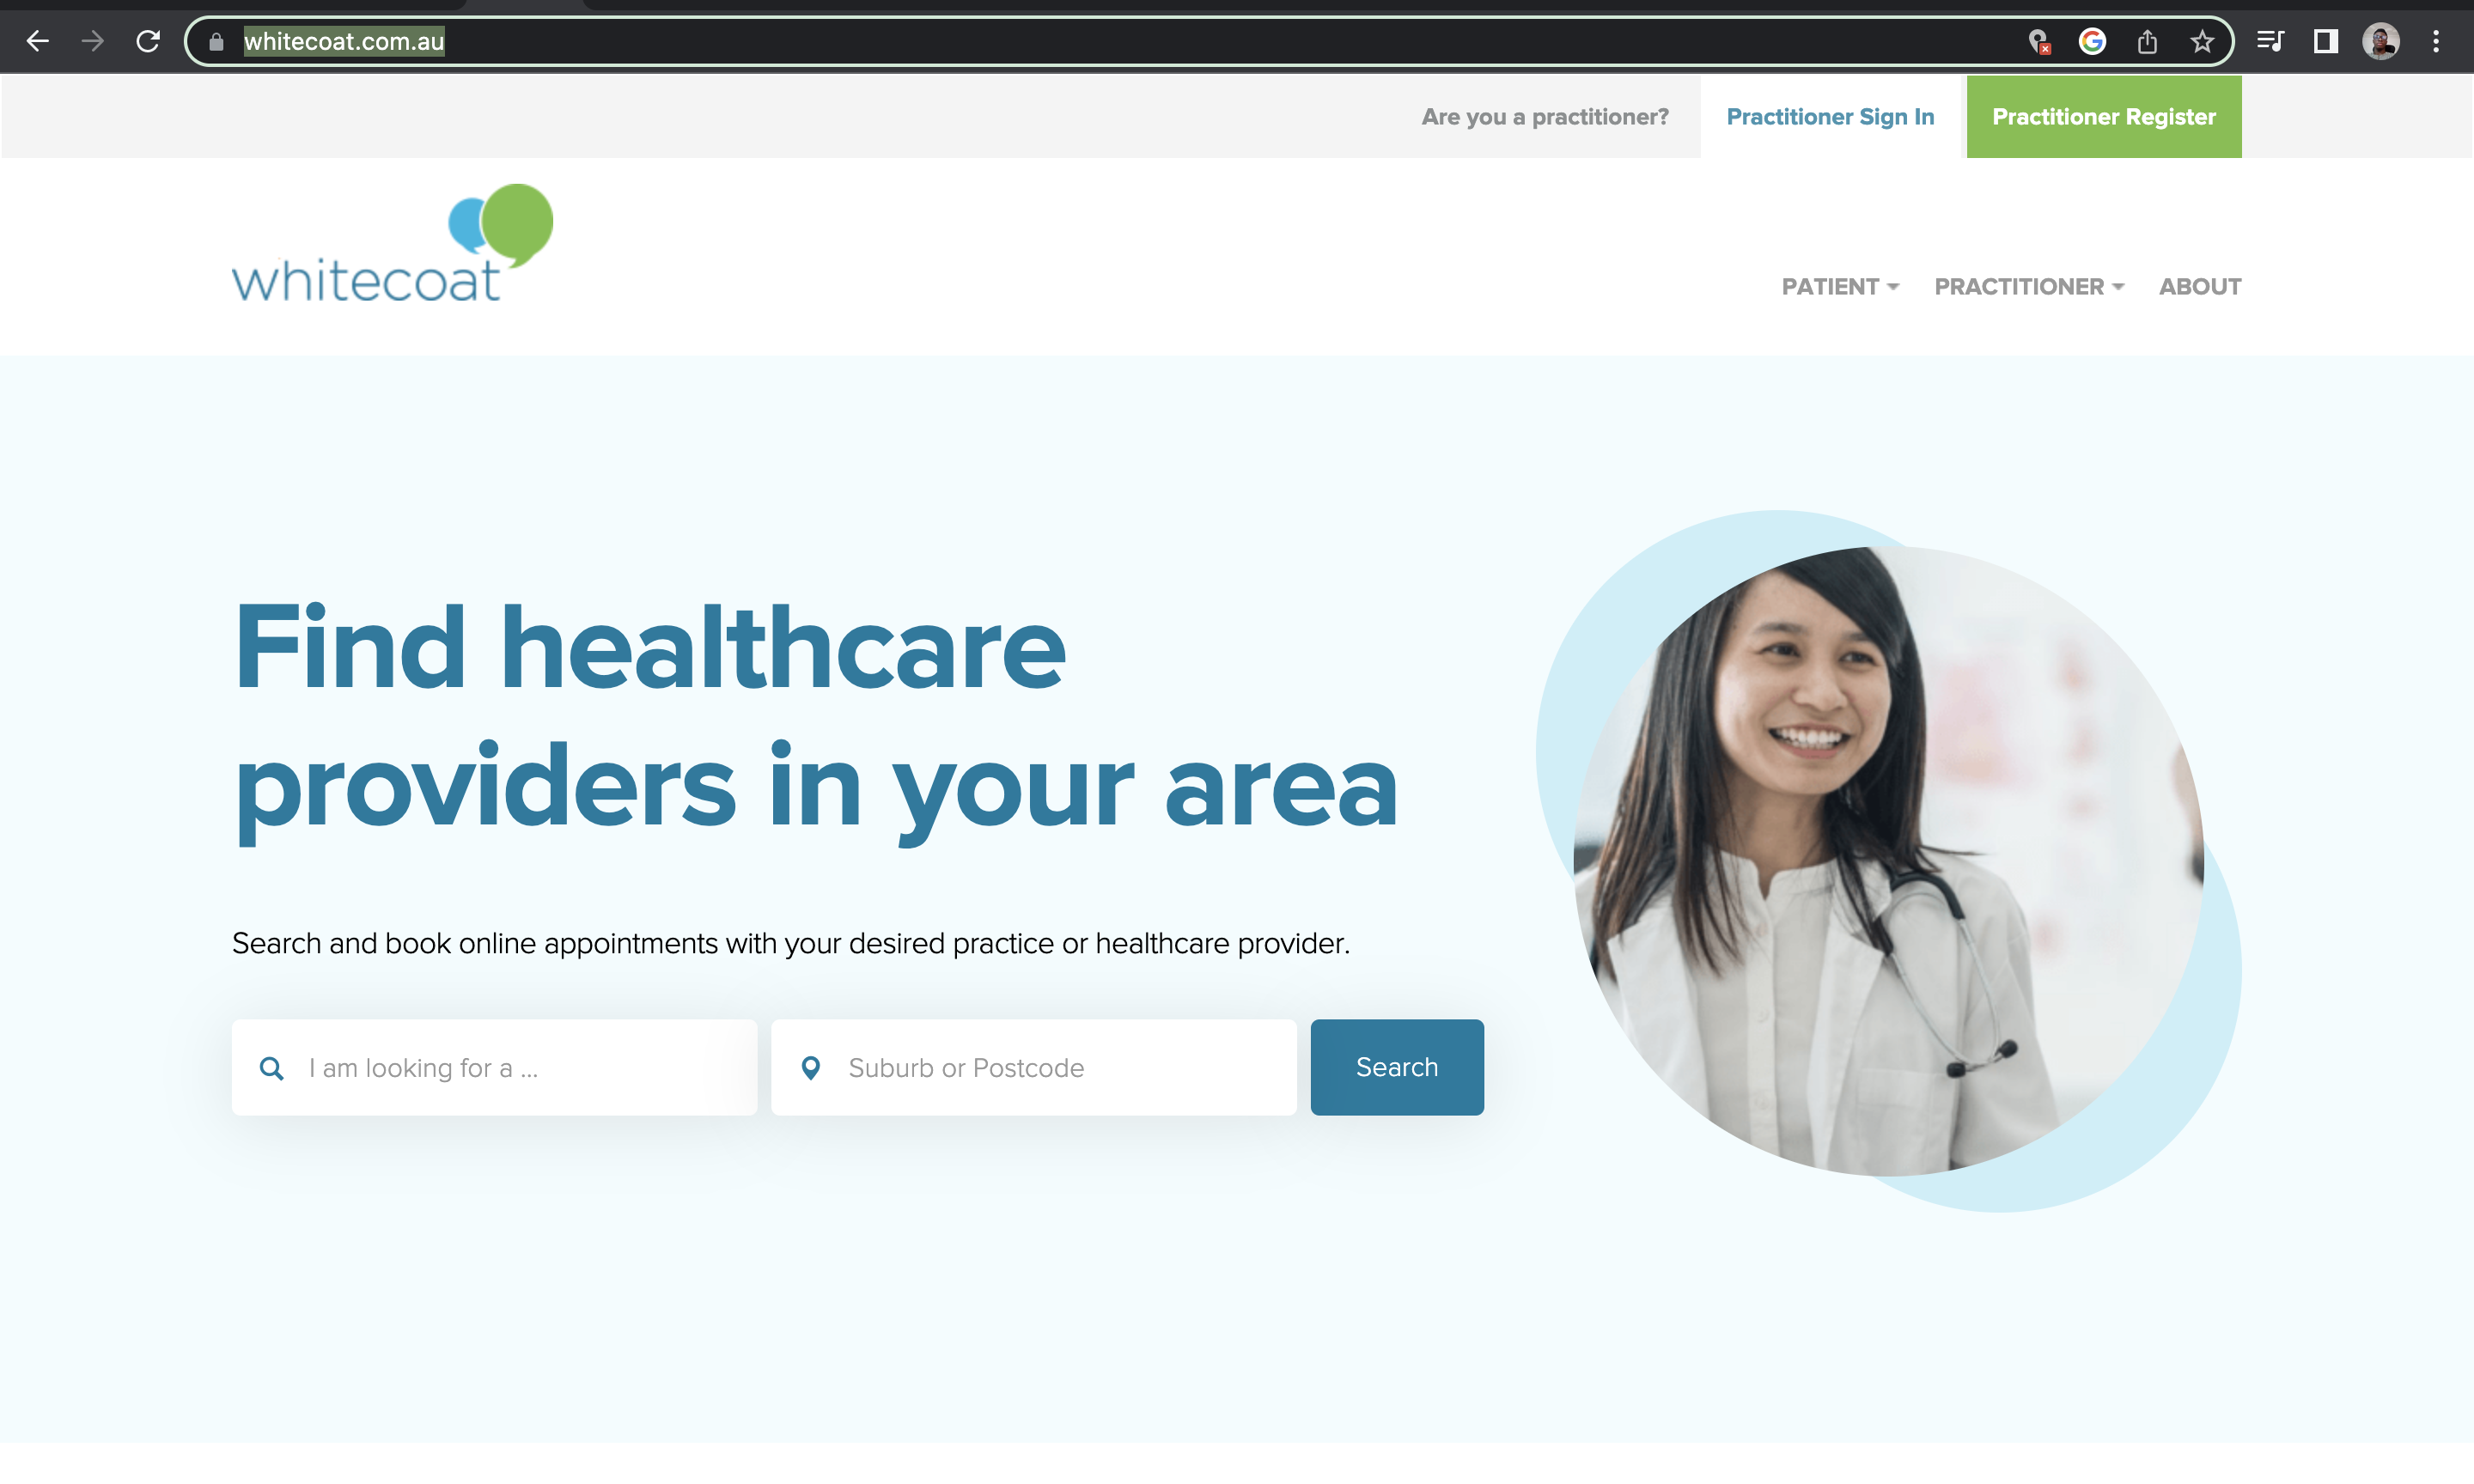 whitecoat.com.au
Are you a practitioner?
Practitioner Sign In
Practitioner Register
whitecoat
PATIENT
PRACTITIONER
ABOUT
Find healthcare
providers in your area
Search and book online appointments with your desired practice or healthcare provider.
I am looking for a ...
Suburb or Postcode
Search